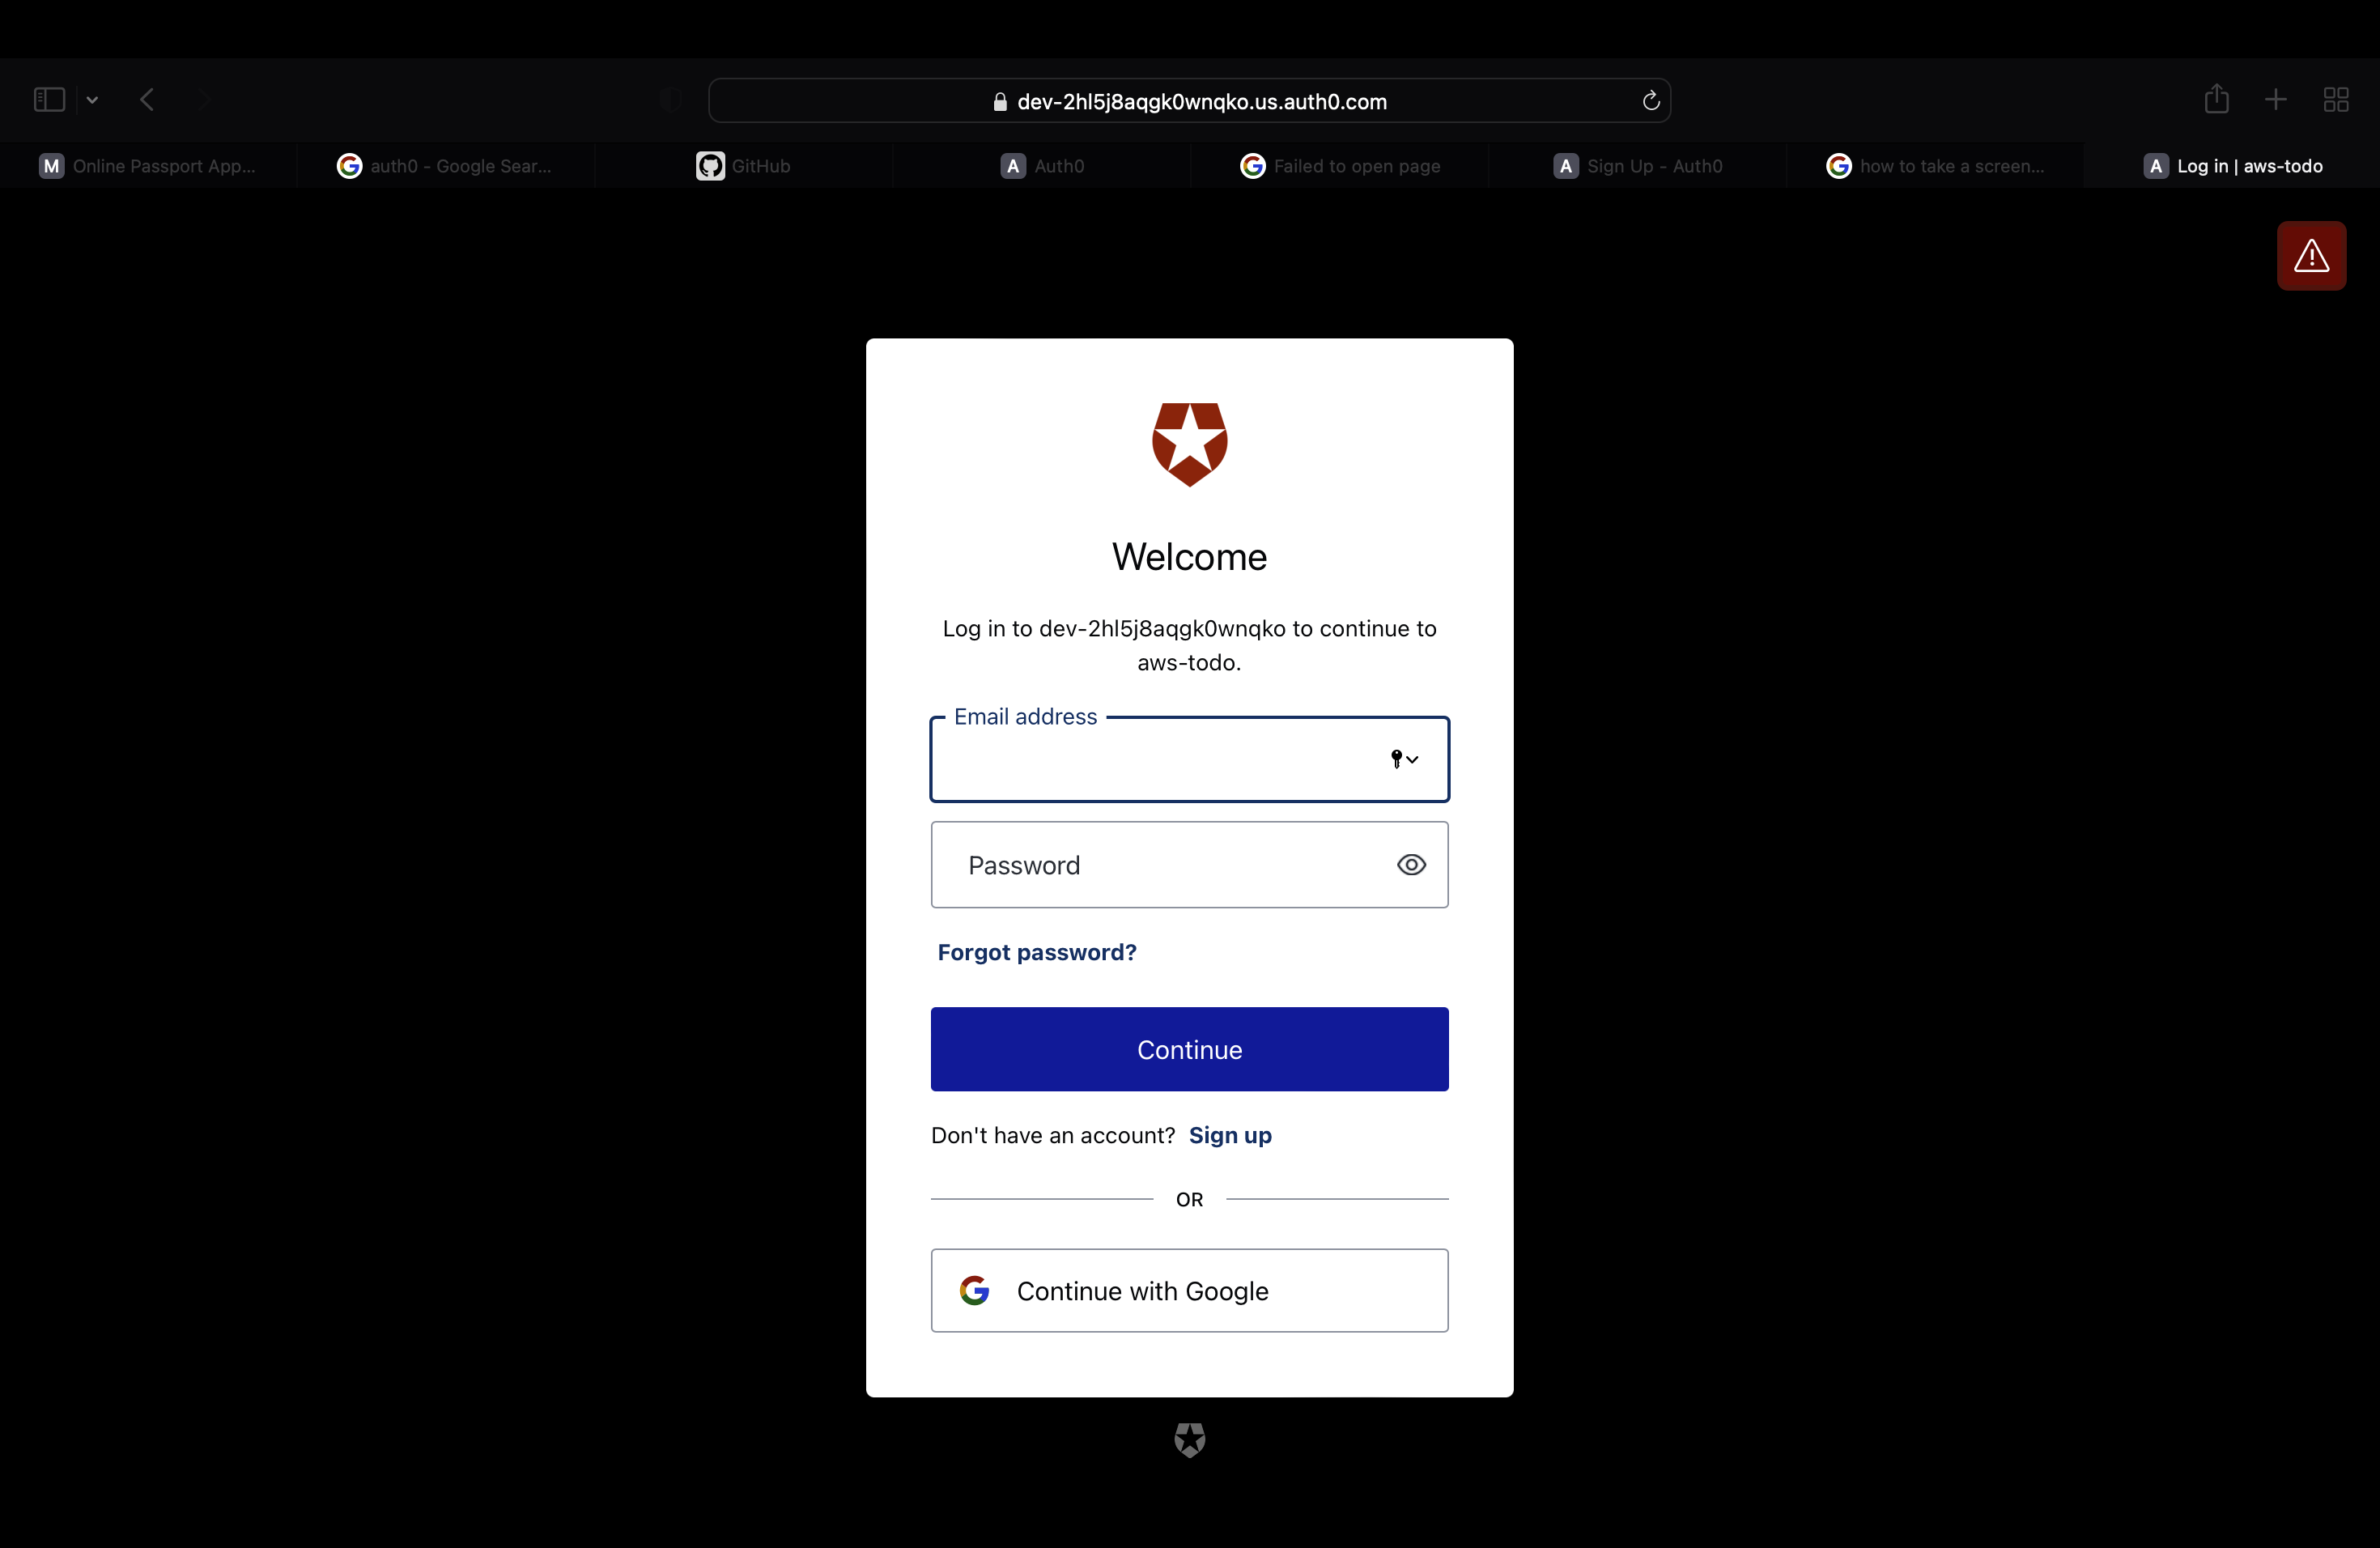 dev-2hl5j8aqgk0wnqko.us.auth0.com
M Online Passport App...
auth0 - Google Sear...
GitHub
A Auth0
Failed to open page
A Sign Up - Auth0
how to take a screen...
A Log in | aws-todo
Welcome
Log in to dev-2hl5j8aqgk0wnqko to continue to
aws-todo.
Email address
Password
Forgot password?
Continue
Don't have an account? Sign up
OR
Continue with Google